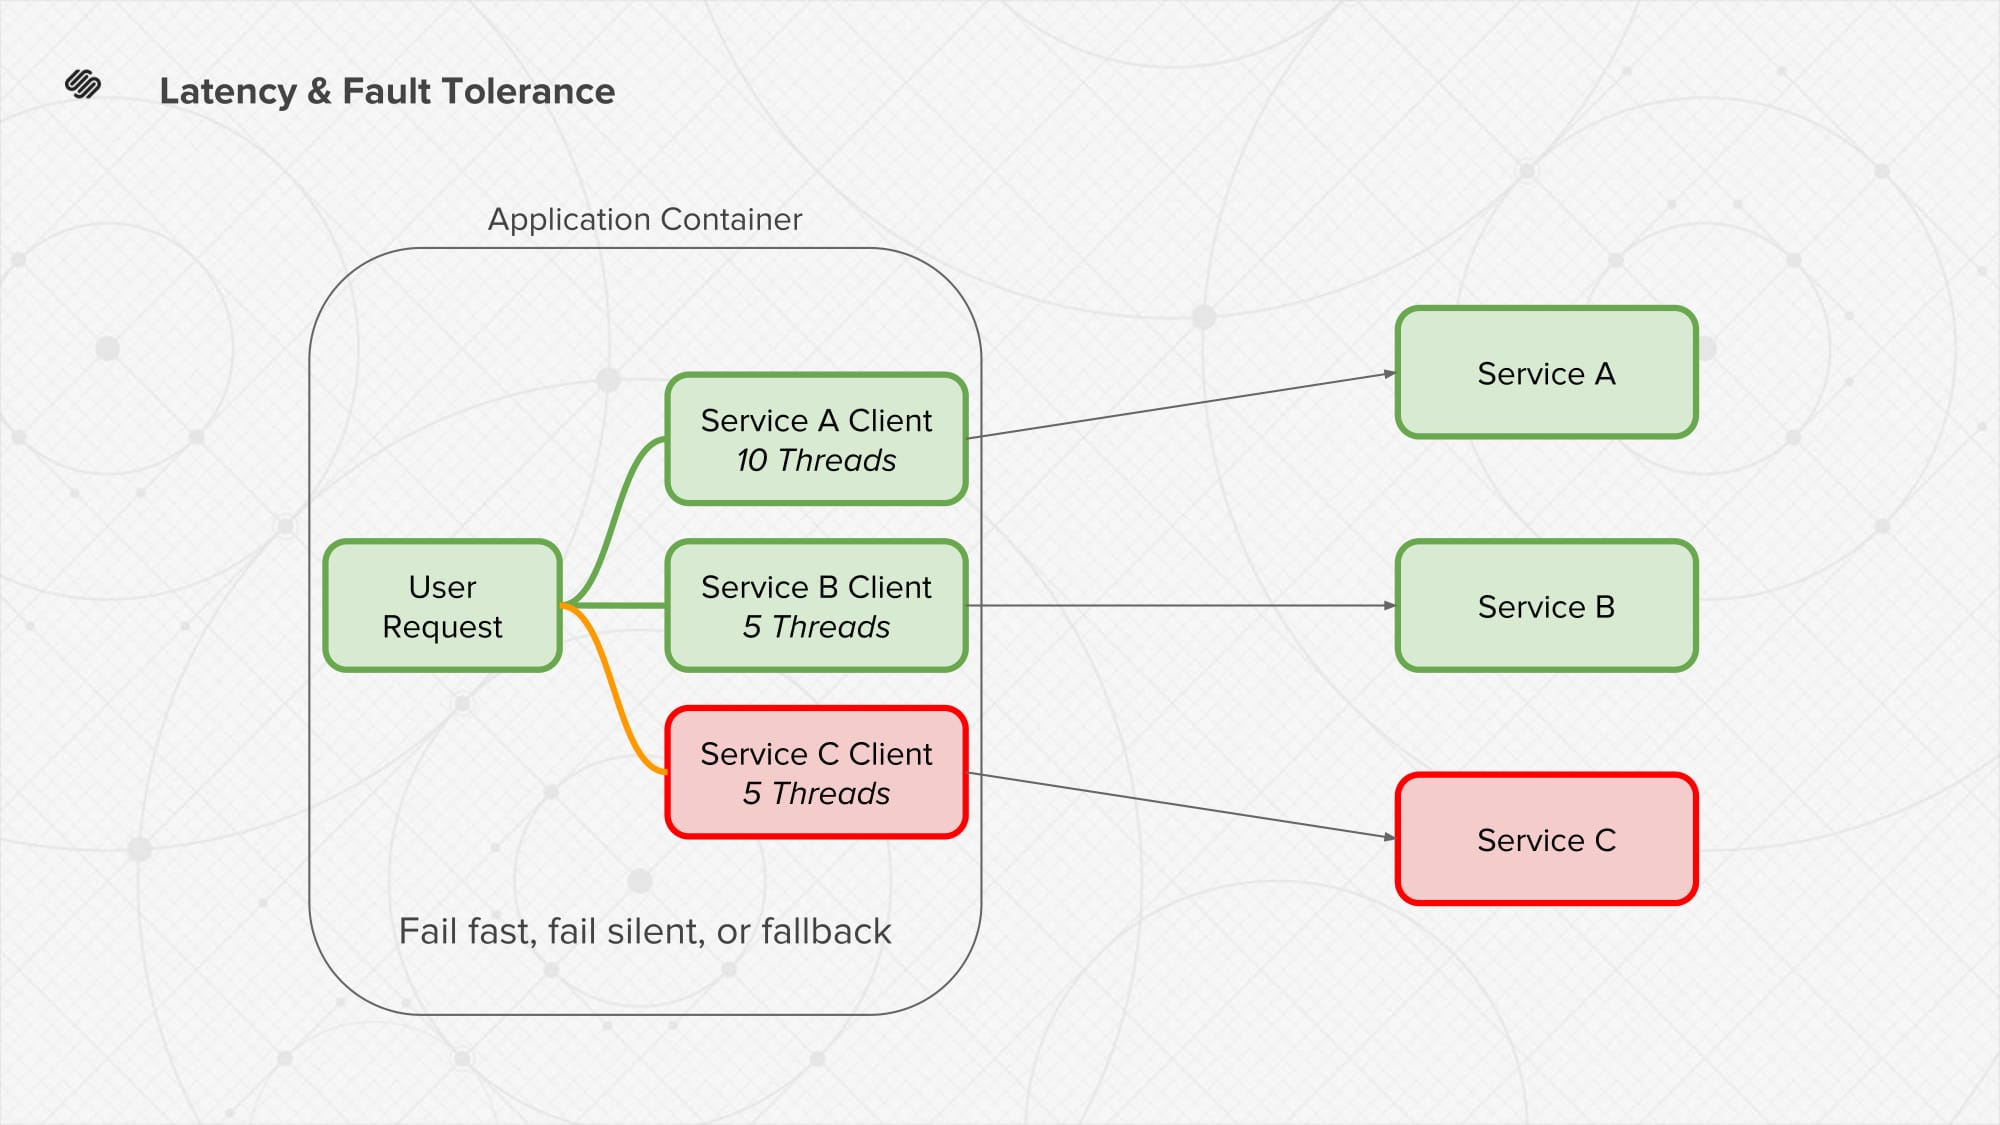 Latency & Fault Tolerance
Application Container
Service A Client
10 Threads
Service A
User
Request
Service B Client
5 Threads
Service B
Service C Client
5 Threads
Service C
Fail fast, fail silent, or fallback